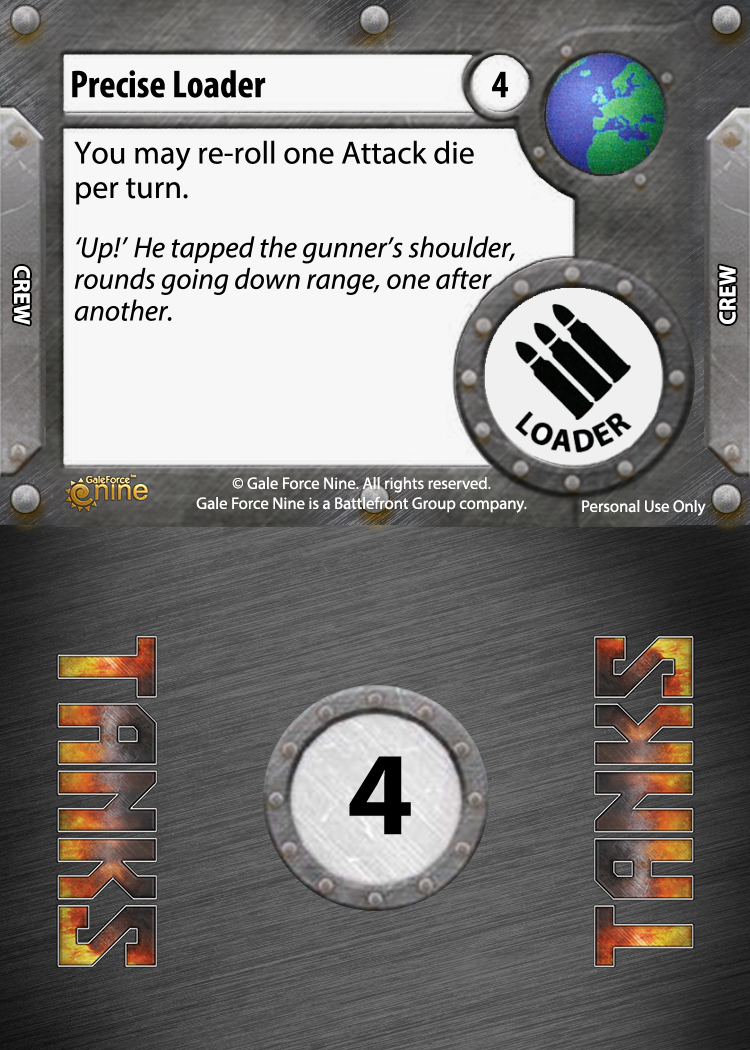 Precise Loader
4
You may re-roll one Attack die
per turn.
‘Up!’ He tapped the gunner’s shoulder,
rounds going down range, one after
another.
CREW
CREW
LOADER
GaleForce™
nine
© Gale Force Nine. All rights reserved.
Gale Force Nine is a Battlefront Group company.
Personal Use Only
TANKS
4
TANKS